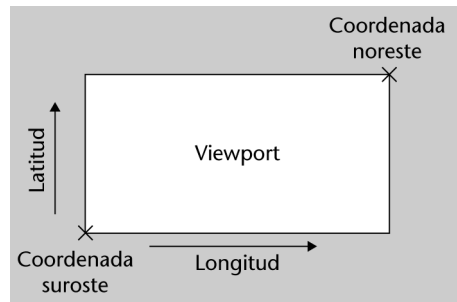 Coordenada
noreste
Latitud
Viewport
Coordenada
suroste
Longitud